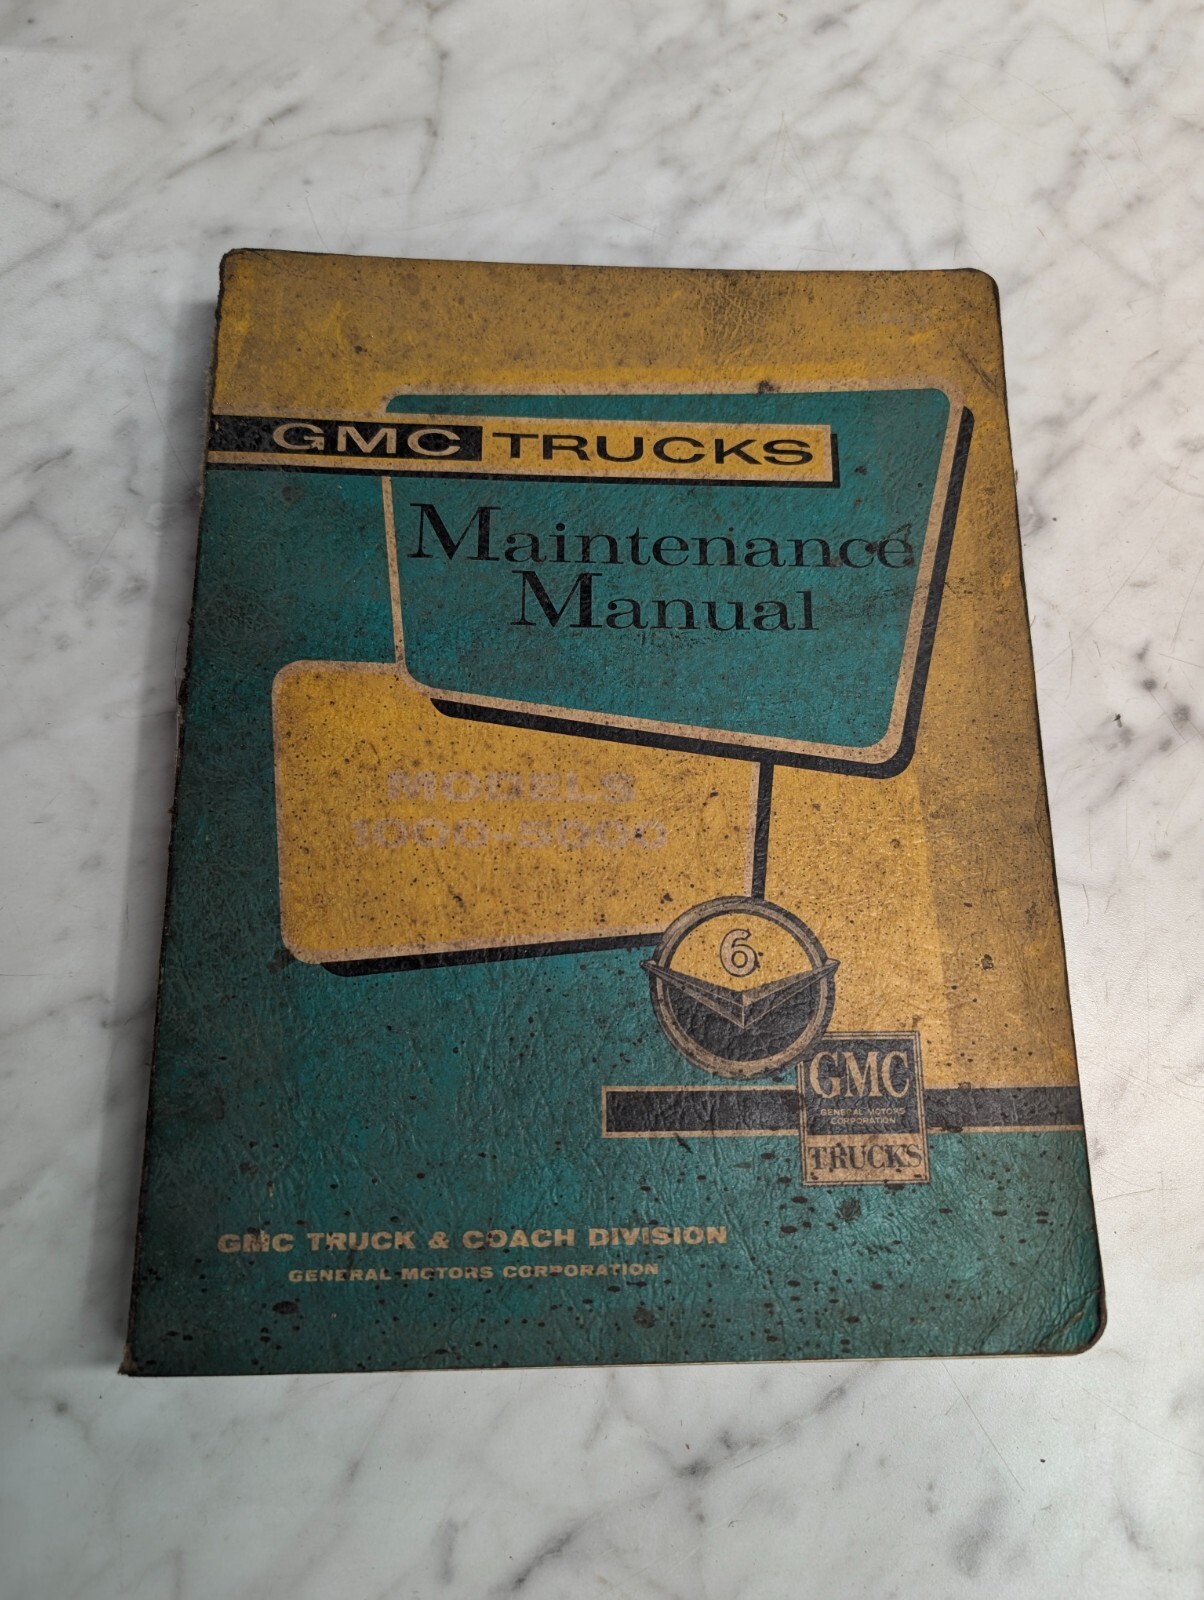 GMC TRUCKS
Maintenance
Manual
MODELS
1000-5000
6
GMC
GENERAL MOTORS
CORPORATION
TRUCKS
GMC TRUCK & COACH DIVISION
GENERAL MOTORS CORPORATION